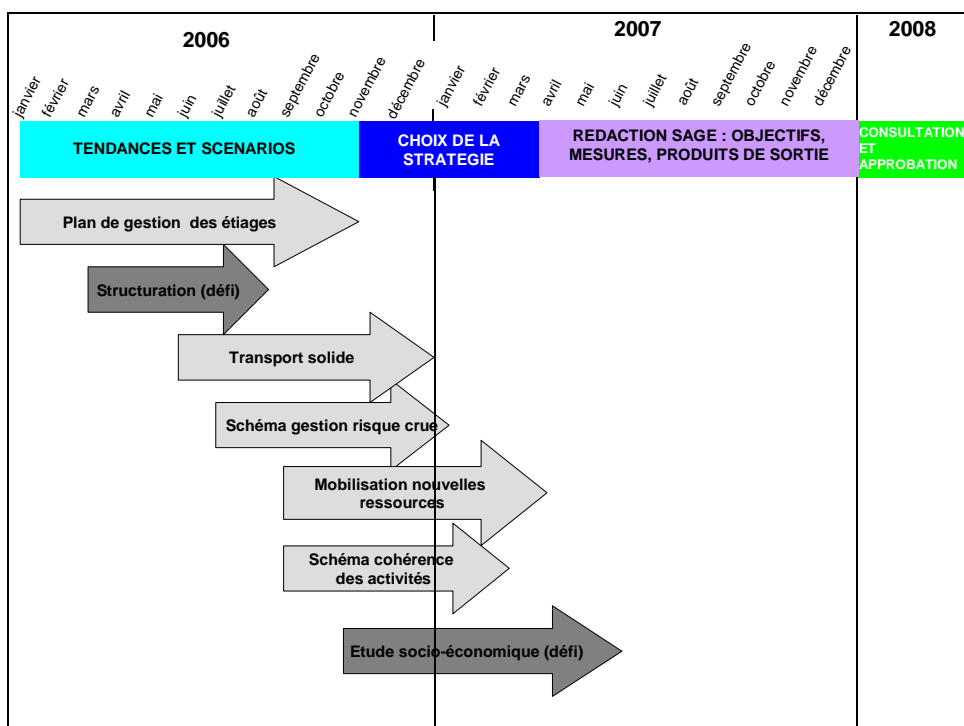 2006
2007
2008
janvier
février
mars
avril
mai
juin
juillet
août
septembre
octobre
novembre
décembre
janvier
février
mars
avril
mai
juin
juillet
août
septembre
octobre
novembre
décembre
TENDANCES ET SCENARIOS
CHOIX DE LA
STRATEGIE
REDACTION SAGE : OBJECTIFS,
MESURES, PRODUITS DE SORTIE
CONSULTATION
ET
APPROBATION
Plan de gestion des étiages
Structuration (défi)
Transport solide
Schéma gestion risque crue
Mobilisation nouvelles
ressources
Schéma cohérence
des activités
Etude socio-économique (défi)